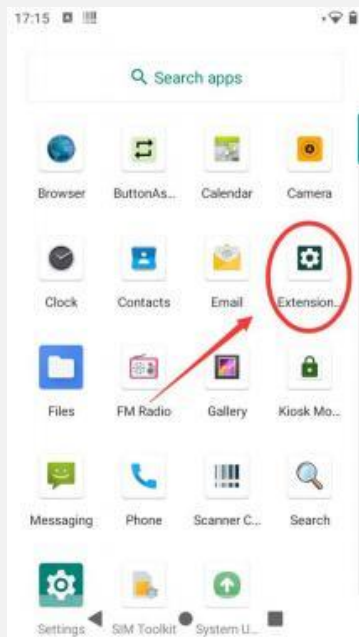 17:15
Search apps
Browser ButtonAs... Calendar Camera
Clock Contacts Email Extension..
Files FM Radio Gallery Kiosk Mo...
Messaging Phone Scanner C... Search
Settings SIM Toolkit System U...